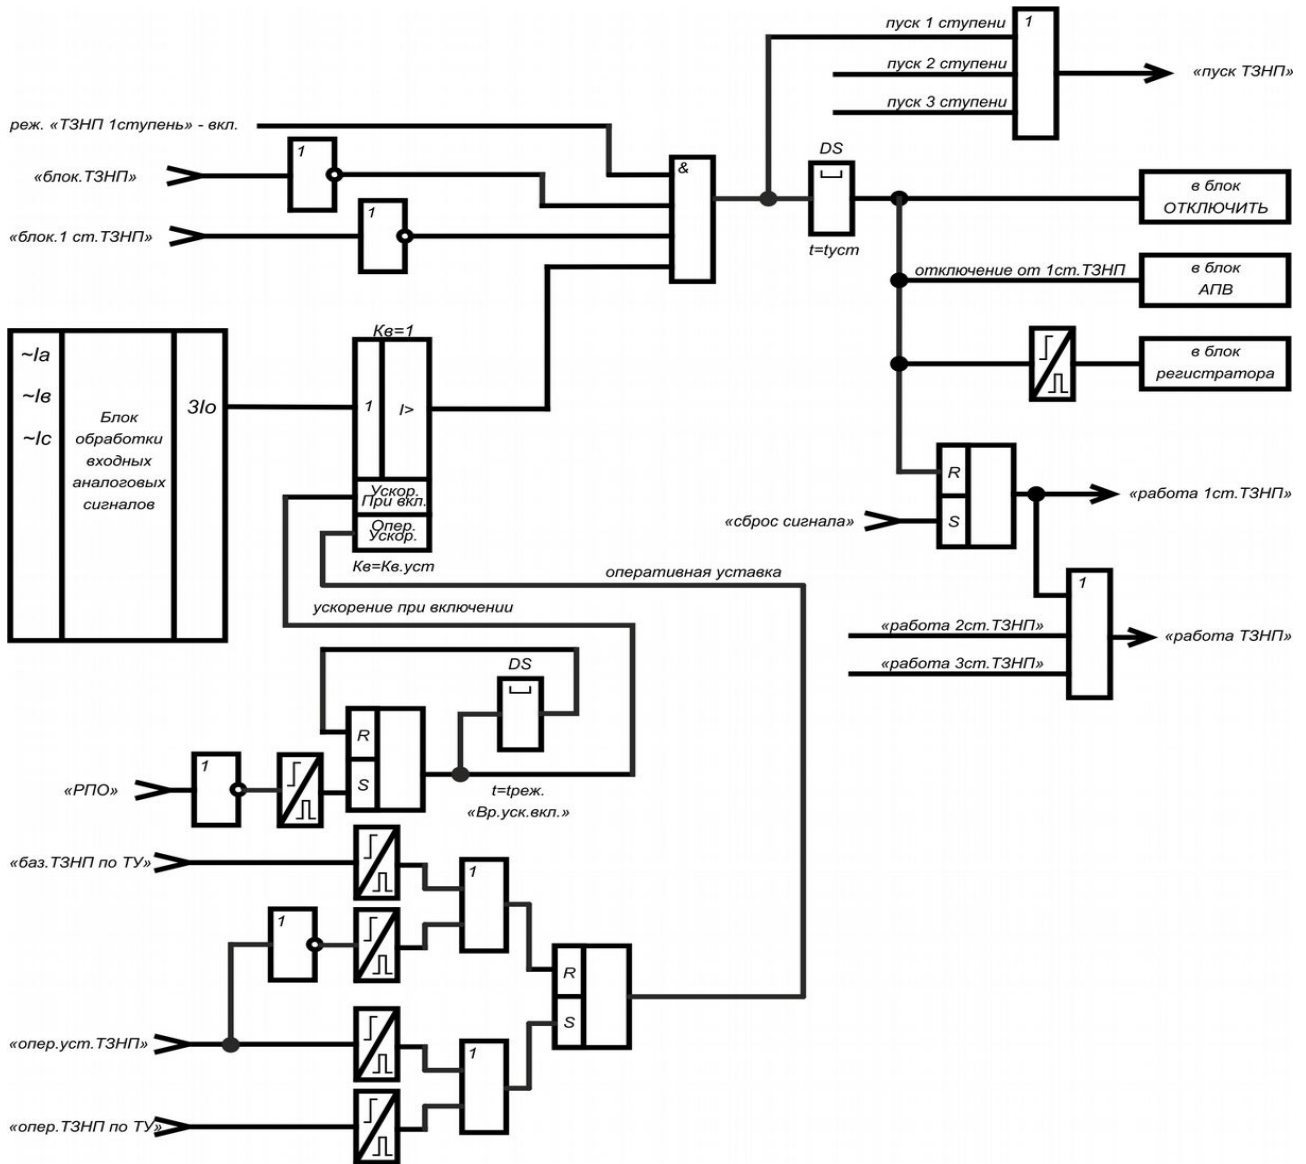 пуск 1 ступени
1
пуск 2 ступени
«пуск ТЗНП»
пуск 3 ступени
реж. «ТЗНП 1ступень» - вкл.
1
«блок.ТЗНП»
&
DS
t=tуст
в блок
ОТКЛЮЧИТЬ
1
«блок.1 ст.ТЗНП»
отключение от 1ст.ТЗНП
в блок
АПВ
в блок
регистратора
~Iа
~Iв
~Iс
Блок
обработки
входных
аналоговых
сигналов
3Iо
Кв=1
1
I>
Ускор.
При вкл.
Опер.
Ускор.
Кв=Кв.уст
R
S
«работа 1ст.ТЗНП»
«сброс сигнала»
оперативная уставка
ускорение при включении
1
«работа 2ст.ТЗНП»
«работа ТЗНП»
«работа 3ст.ТЗНП»
DS
R
S
1
«РПО»
t=tреж.
«Вр.уск.вкл.»
«баз.ТЗНП по ТУ»
1
1
R
S
«опер.уст.ТЗНП»
1
«опер.ТЗНП по ТУ»